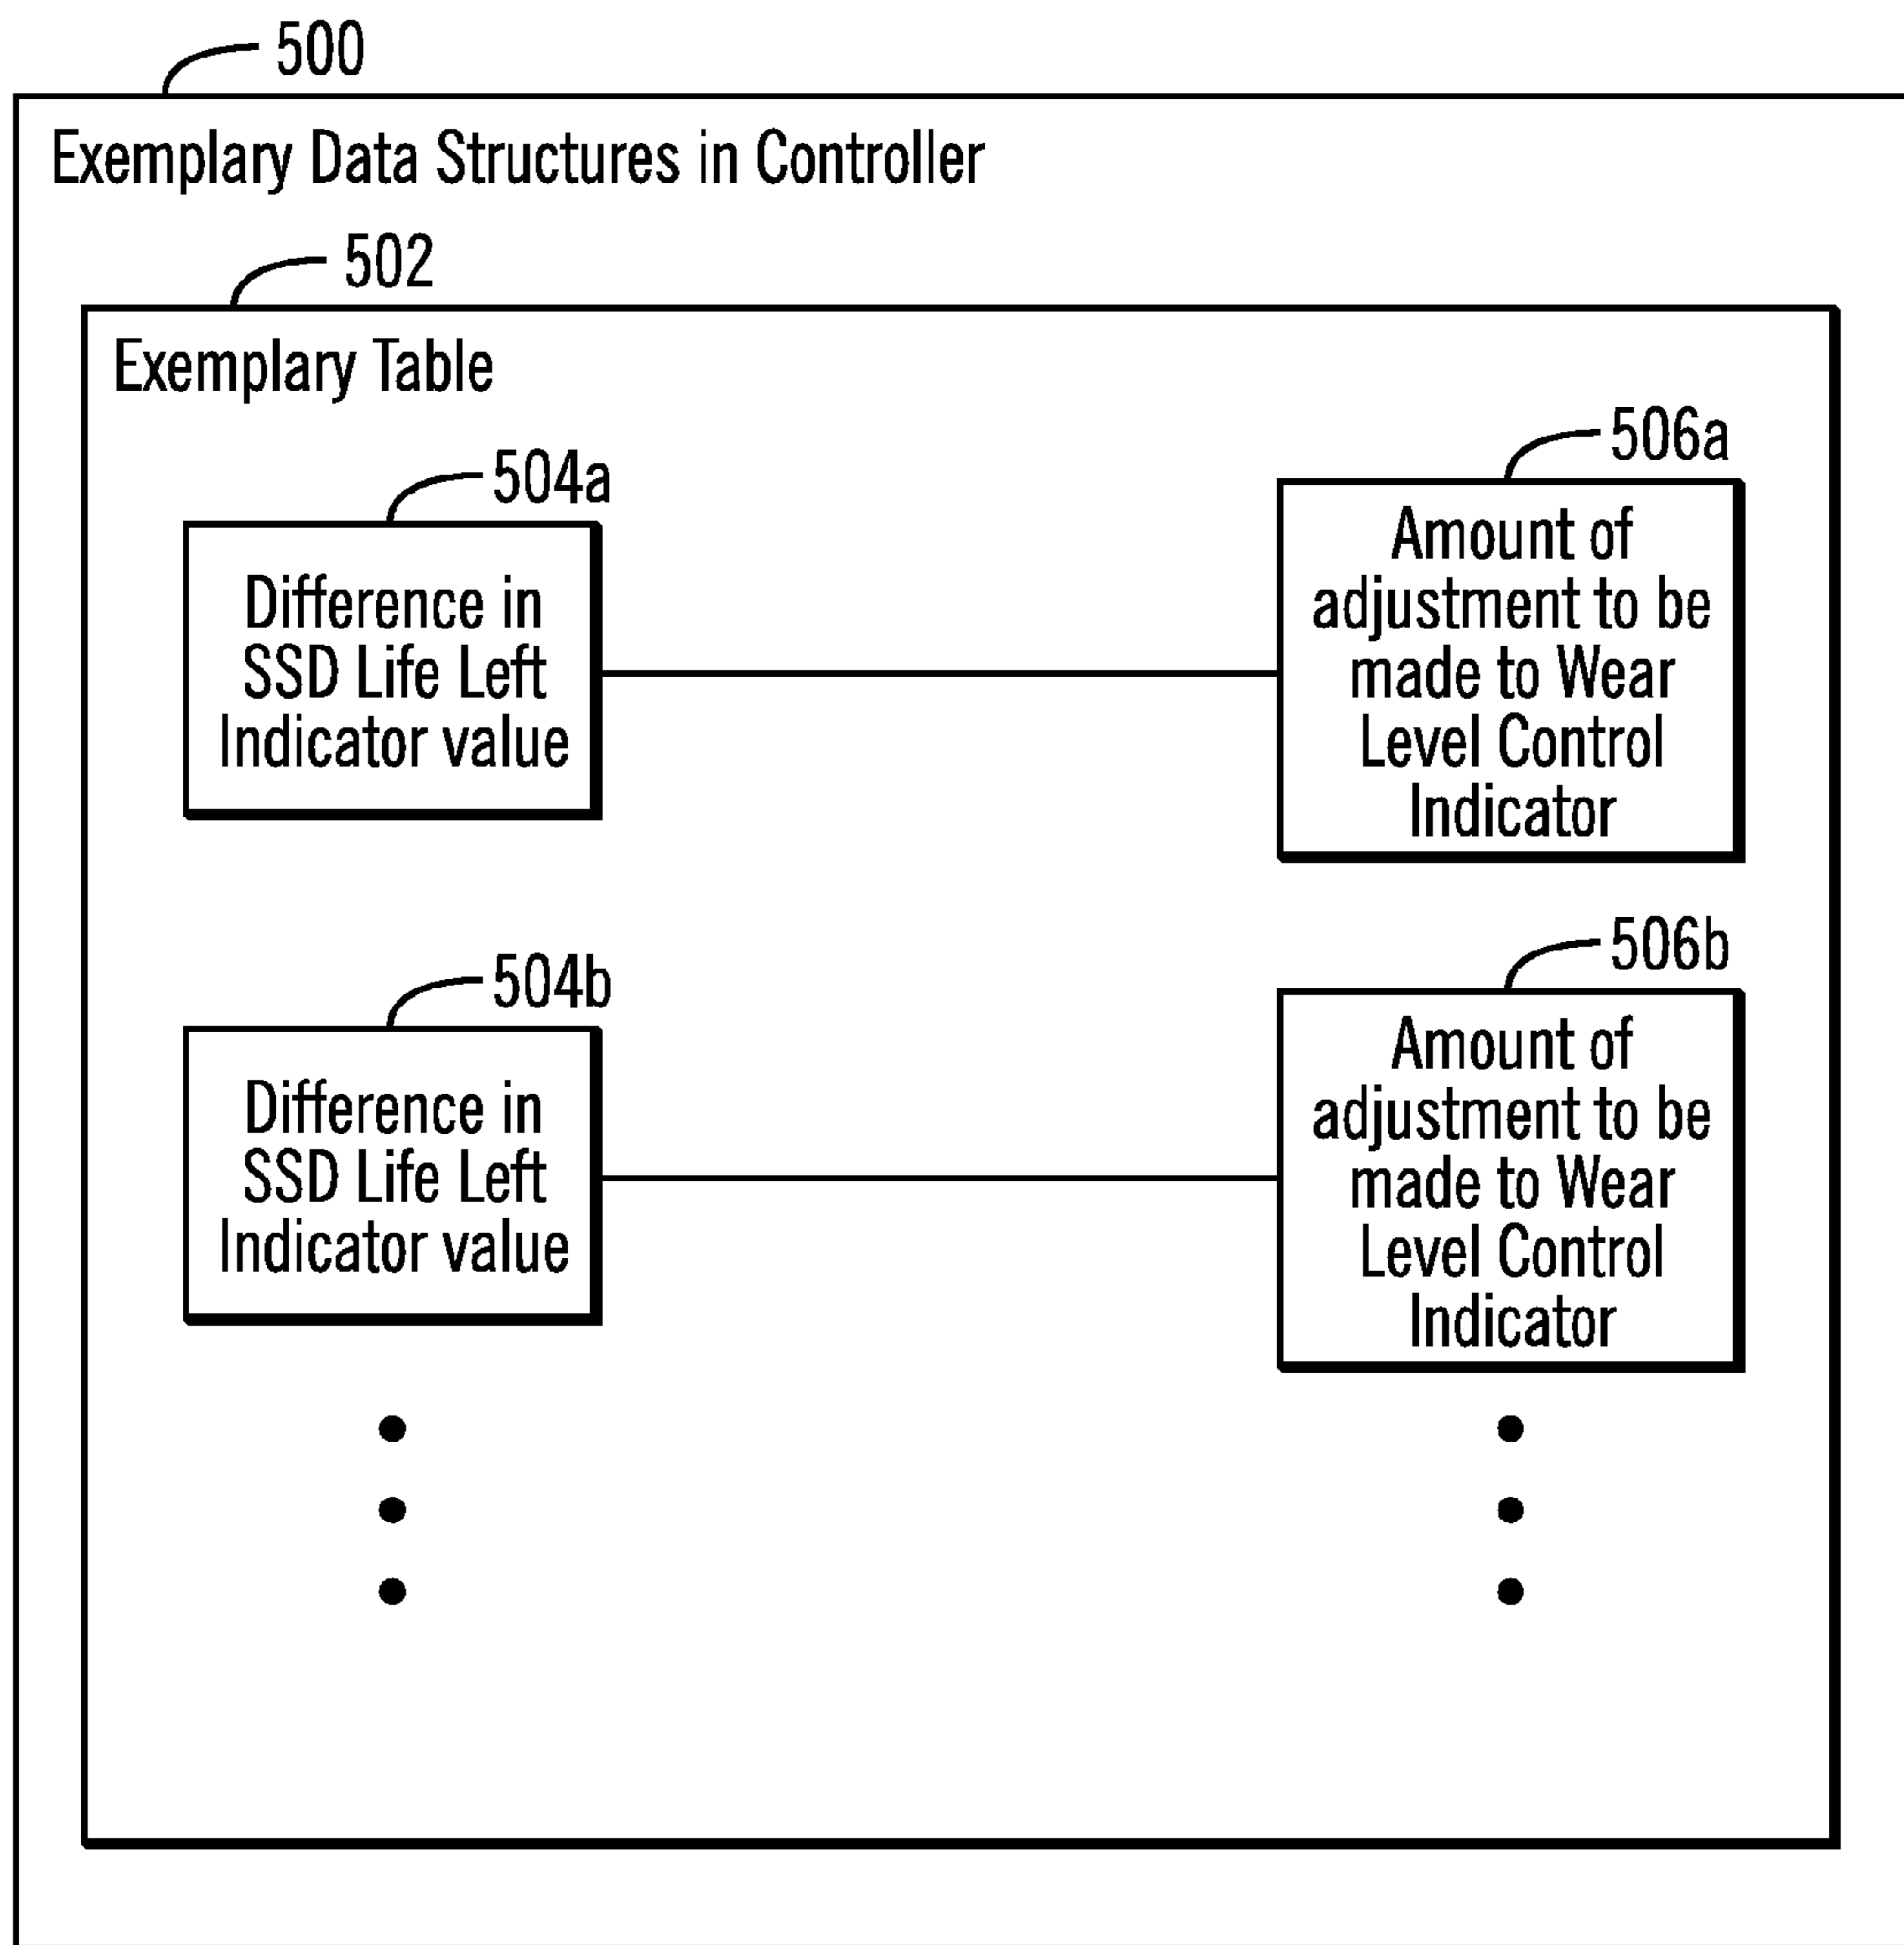 500
Exemplary Data Structures in Controller
502
Exemplary Table
504a
Difference in
SSD Life Left
Indicator value
506a
Amount of
adjustment to be
made to Wear
Level Control
Indicator
504b
Difference in
SSD Life Left
Indicator value
506b
Amount of
adjustment to be
made to Wear
Level Control
Indicator